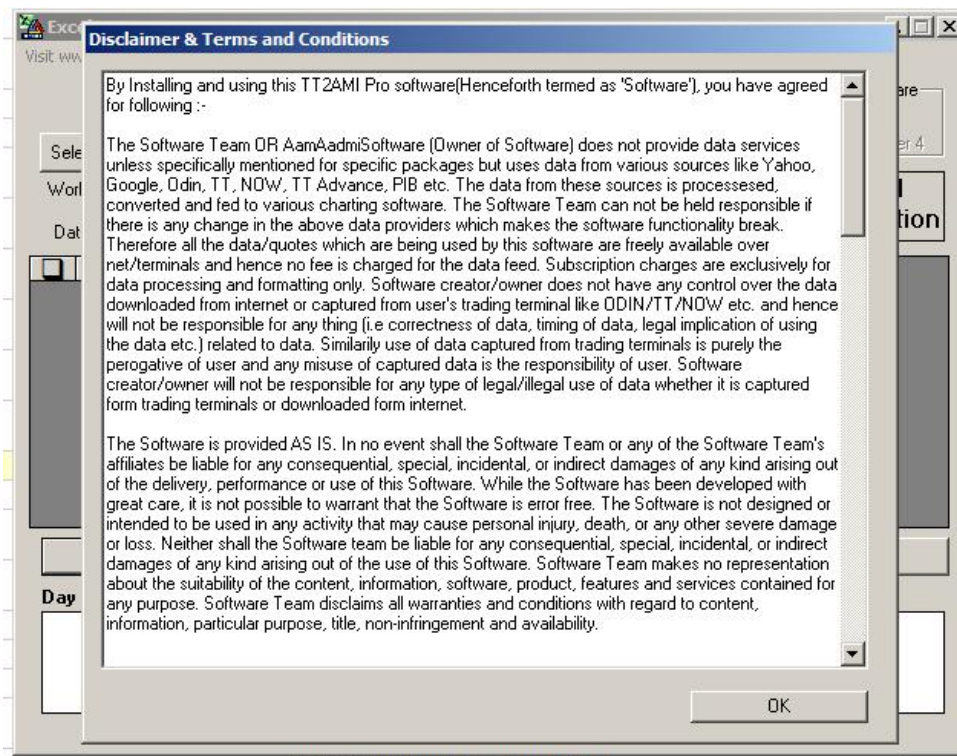 Disclaimer & Terms and Conditions
Visit
Sele
Day
By Installing and using this TT2AMI Pro software(Henceforth termed as 'Software'), you have agreed
for following :-
The Software Team OR AamAadmiSoftware (Owner of Software) does not provide data services
unless specifically mentioned for specific packages but uses data from various sources like Yahoo,
Google, Odin, TT, NOW, TT Advance, PIB etc. The data from these sources is processesed,
converted and fed to various charting software. The Software Team can not be held responsible if
there is any change in the above data providers which makes the software functionality break.
Therefore all the data/quotes which are being used by this software are freely available over
net/terminals and hence no fee is charged for the data feed. Subscription charges are exclusively for
data processing and formatting only. Software creator/owner does not have any control over the data
downloaded from internet or captured from user's trading terminal like ODIN/TT/NOW etc. and hence
will not be responsible for any thing (i.e correctness of data, timing of data, legal implication of using
the data etc.) related to data. Similarily use of data captured from trading terminals is purely the
perogative of user and any misuse of captured data is the responsibility of user. Software
creator/owner will not be responsible for any type of legal/illegal use of data whether it is captured
form trading terminals or downloaded form internet.
The Software is provided AS IS. In no event shall the Software Team or any of the Software Team's
affiliates be liable for any consequential, special, incidental, or indirect damages of any kind arising out
of the delivery, performance or use of this Software. While the Software has been developed with
great care, it is not possible to warrant that the Software is error free. The Software is not designed or
intended to be used in any activity that may cause personal injury, death, or any other severe damage
or loss. Neither shall the Software team be liable for any consequential, special, incidental, or indirect
damages of any kind arising out of the use of this Software. Software Team makes no representation
about the suitability of the content, information, software, product, features and services contained for
any purpose. Software Team disclaims all warranties and conditions with regard to content,
information, particular purpose, title, non-infringement and availability.
OK